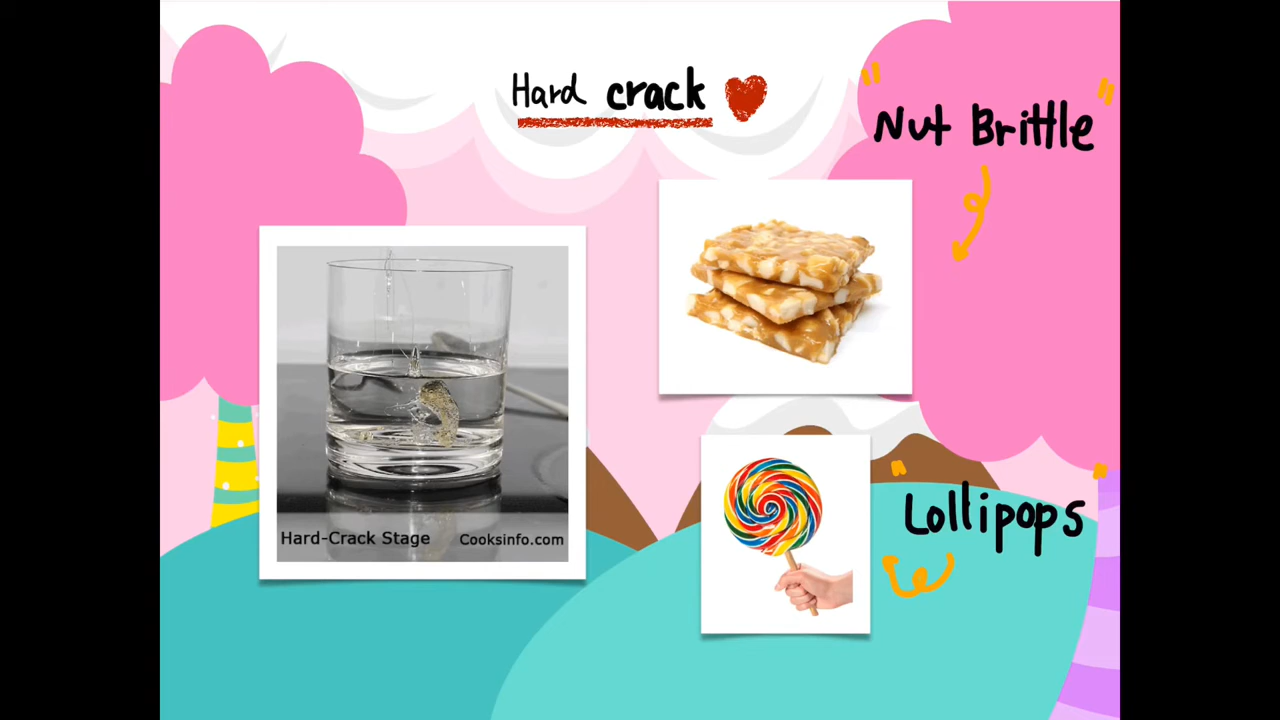 Hard crack
"Nut Brittle"
Hard-Crack Stage
Cooksinfo.com
"Lollipops"